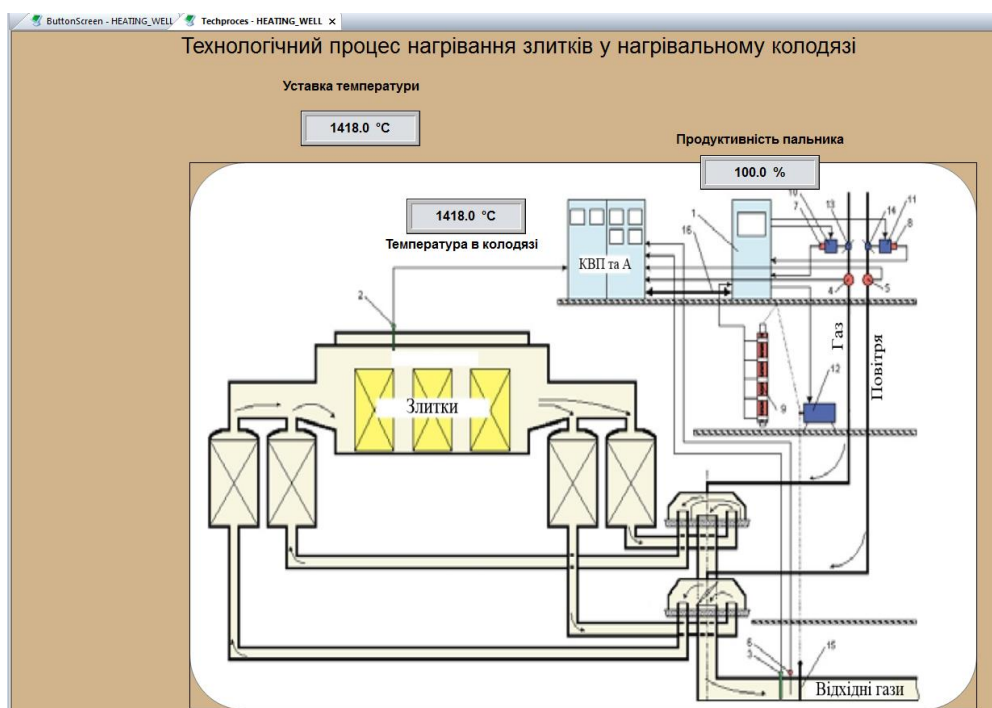 ButtonScreen - HEATING_WELL
Techproces - HEATING_WELL
Технологічний процес нагрівання злитків у нагрівальному колодязі
Уставка температури
1418.0 °C
Продуктивність пальника
100.0 %
1418.0 °C
Температура в колодязі
КВП та А
1
16
10
7
13
14
11
8
4
5
2
Газ
Повітря
9
12
Злитки
6
3
15
Відхідні гази